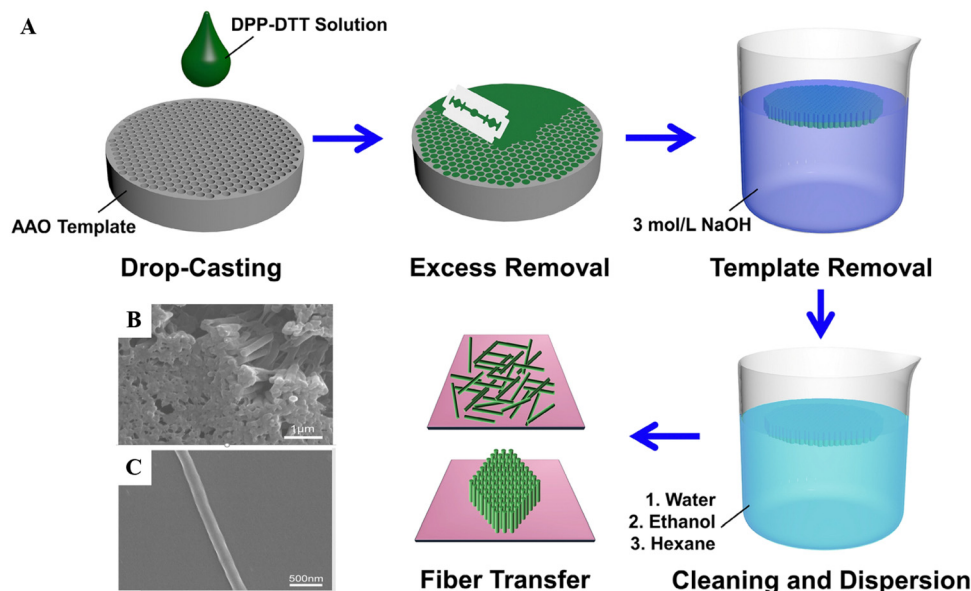 A
DPP-DTT Solution
AAO Template
3 mol/L NaOH
Drop-Casting
Excess Removal
Template Removal
B
1μm
C
500nm
1. Water
2. Ethanol
3. Hexane
Fiber Transfer
Cleaning and Dispersion